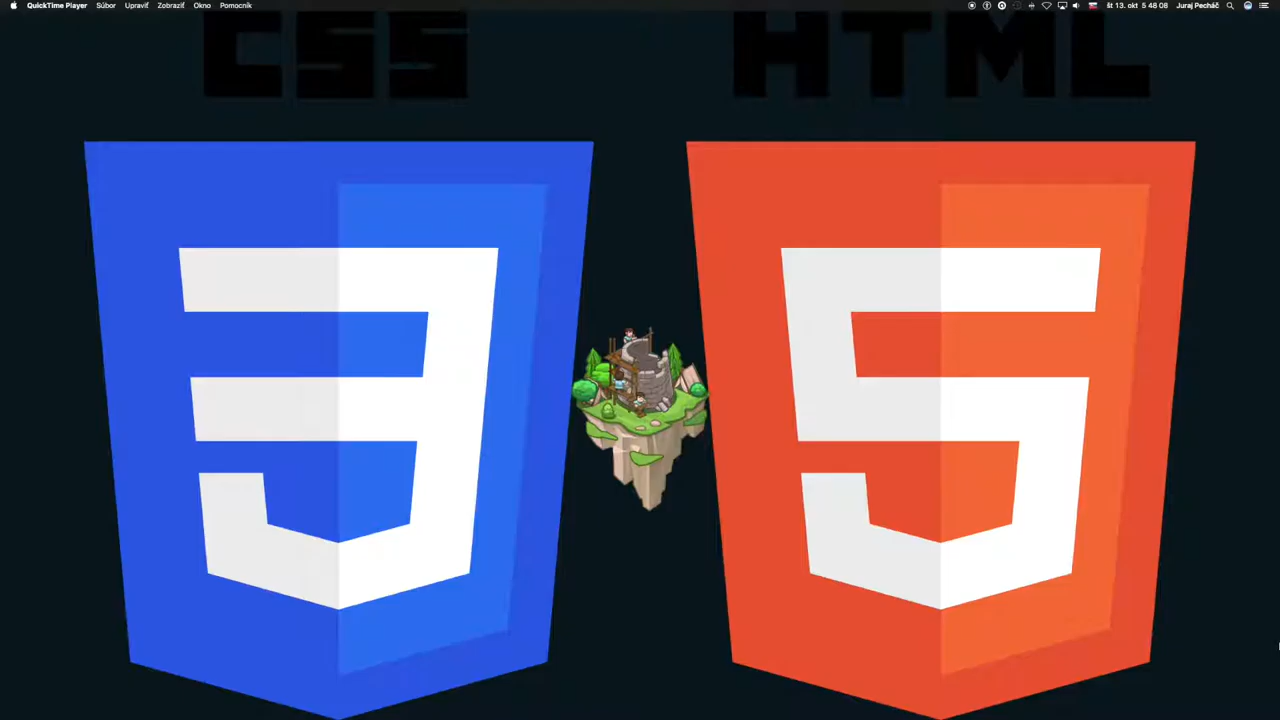 QuickTime Player Súbor Upraviť Zobraziť Okno Pomocník
št 13. okt 5 48 08 Juraj Pecháč
CSS HTML
3 5